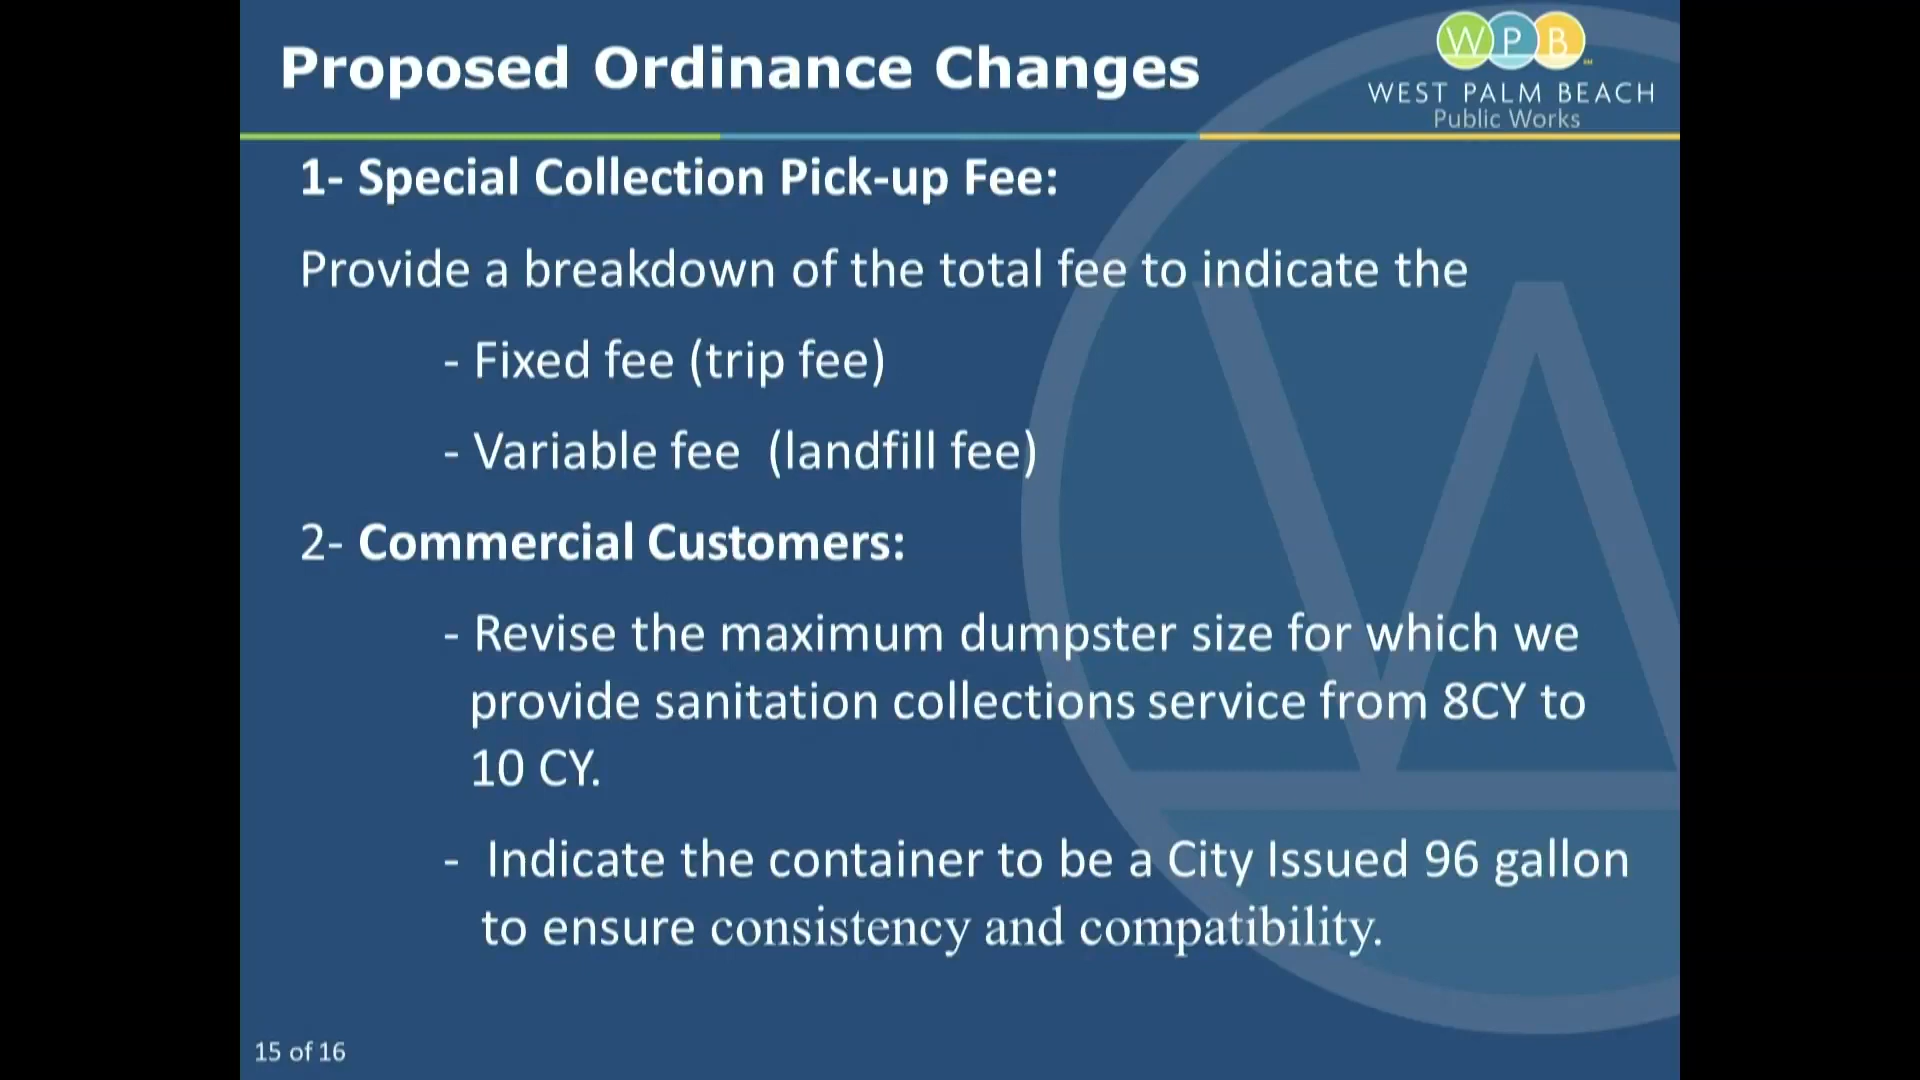 Proposed Ordinance Changes
WPB
WEST PALM BEACH
Public Works
1- Special Collection Pick-up Fee:
Provide a breakdown of the total fee to indicate the
- Fixed fee (trip fee)
- Variable fee  (landfill fee)
2- Commercial Customers:
- Revise the maximum dumpster size for which we
provide sanitation collections service from 8CY to
10 CY.
-  Indicate the container to be a City Issued 96 gallon
to ensure consistency and compatibility.
15 of 16